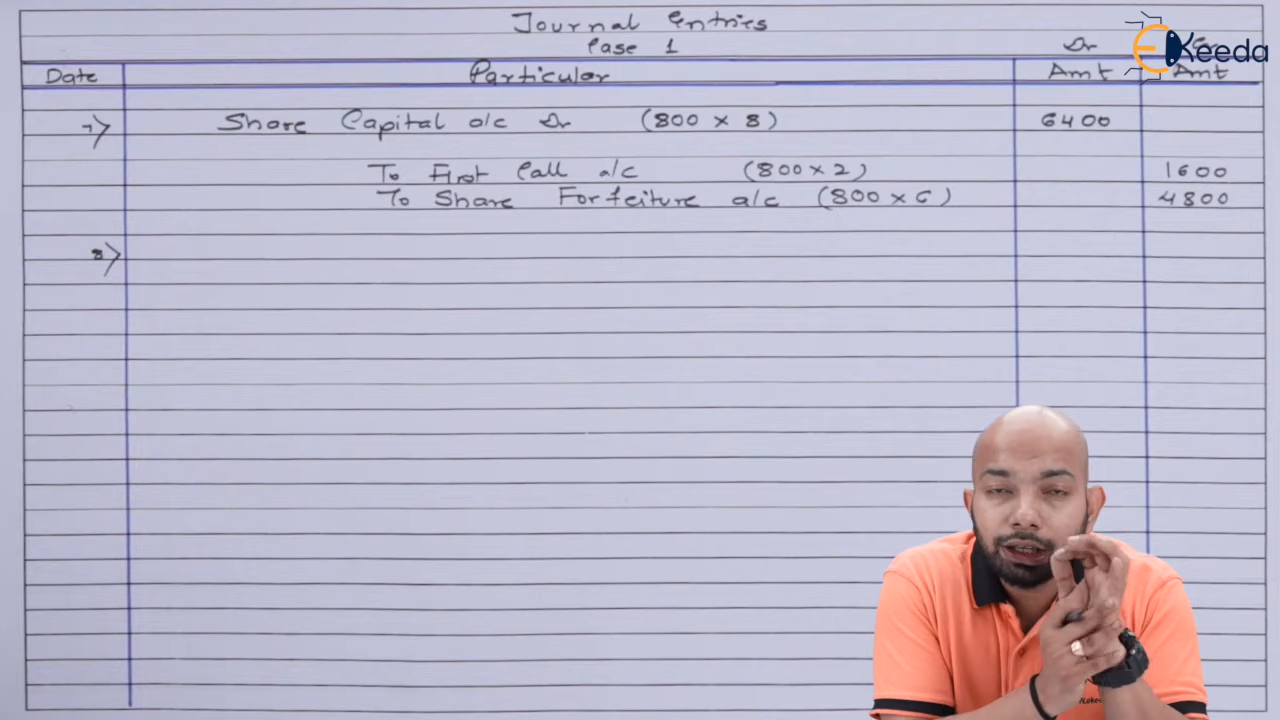 Journal Entries
Case 1
Dr
Keeda
Date
Particular
Amt
Amt
7)
Share Capital a/c Dr (800 × 8)
6400
To First Call a/c (800 × 2)
1600
To Share Forfeiture a/c (800 × 6)
4800
8)